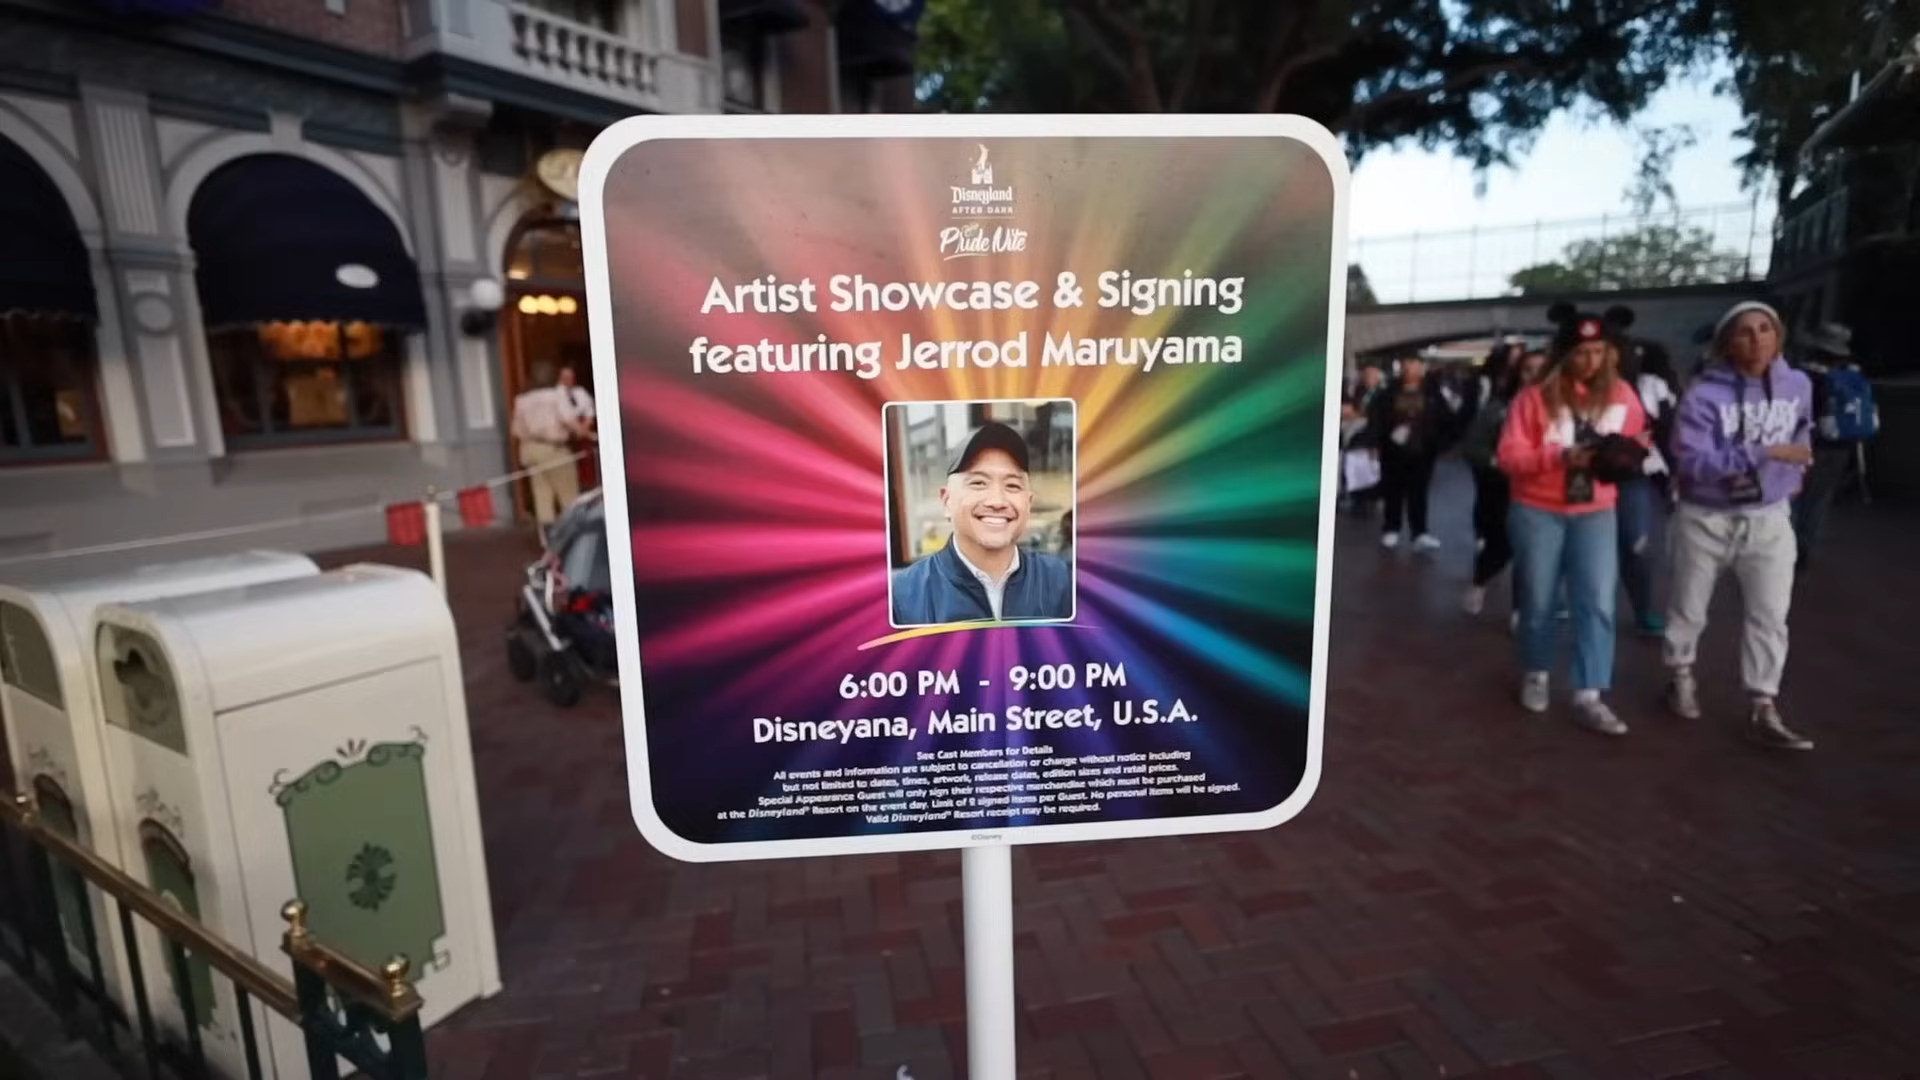 Disneyland
AFTER DARK
Pride Nite
Artist Showcase & Signing
featuring Jerrod Maruyama
6:00 PM - 9:00 PM
Disneyana, Main Street, U.S.A.
See Cast Members for Details
All events and information are subject to cancellation or change without notice including
but not limited to dates, times, artwork, release dates, edition sizes and retail prices.
Special Appearance Guest will only sign their respective merchandise which must be purchased
at the Disneyland® Resort on the event day. Limit of 2 signed items per Guest. No personal items will be signed.
Valid Disneyland® Resort receipt may be required.
©Disney